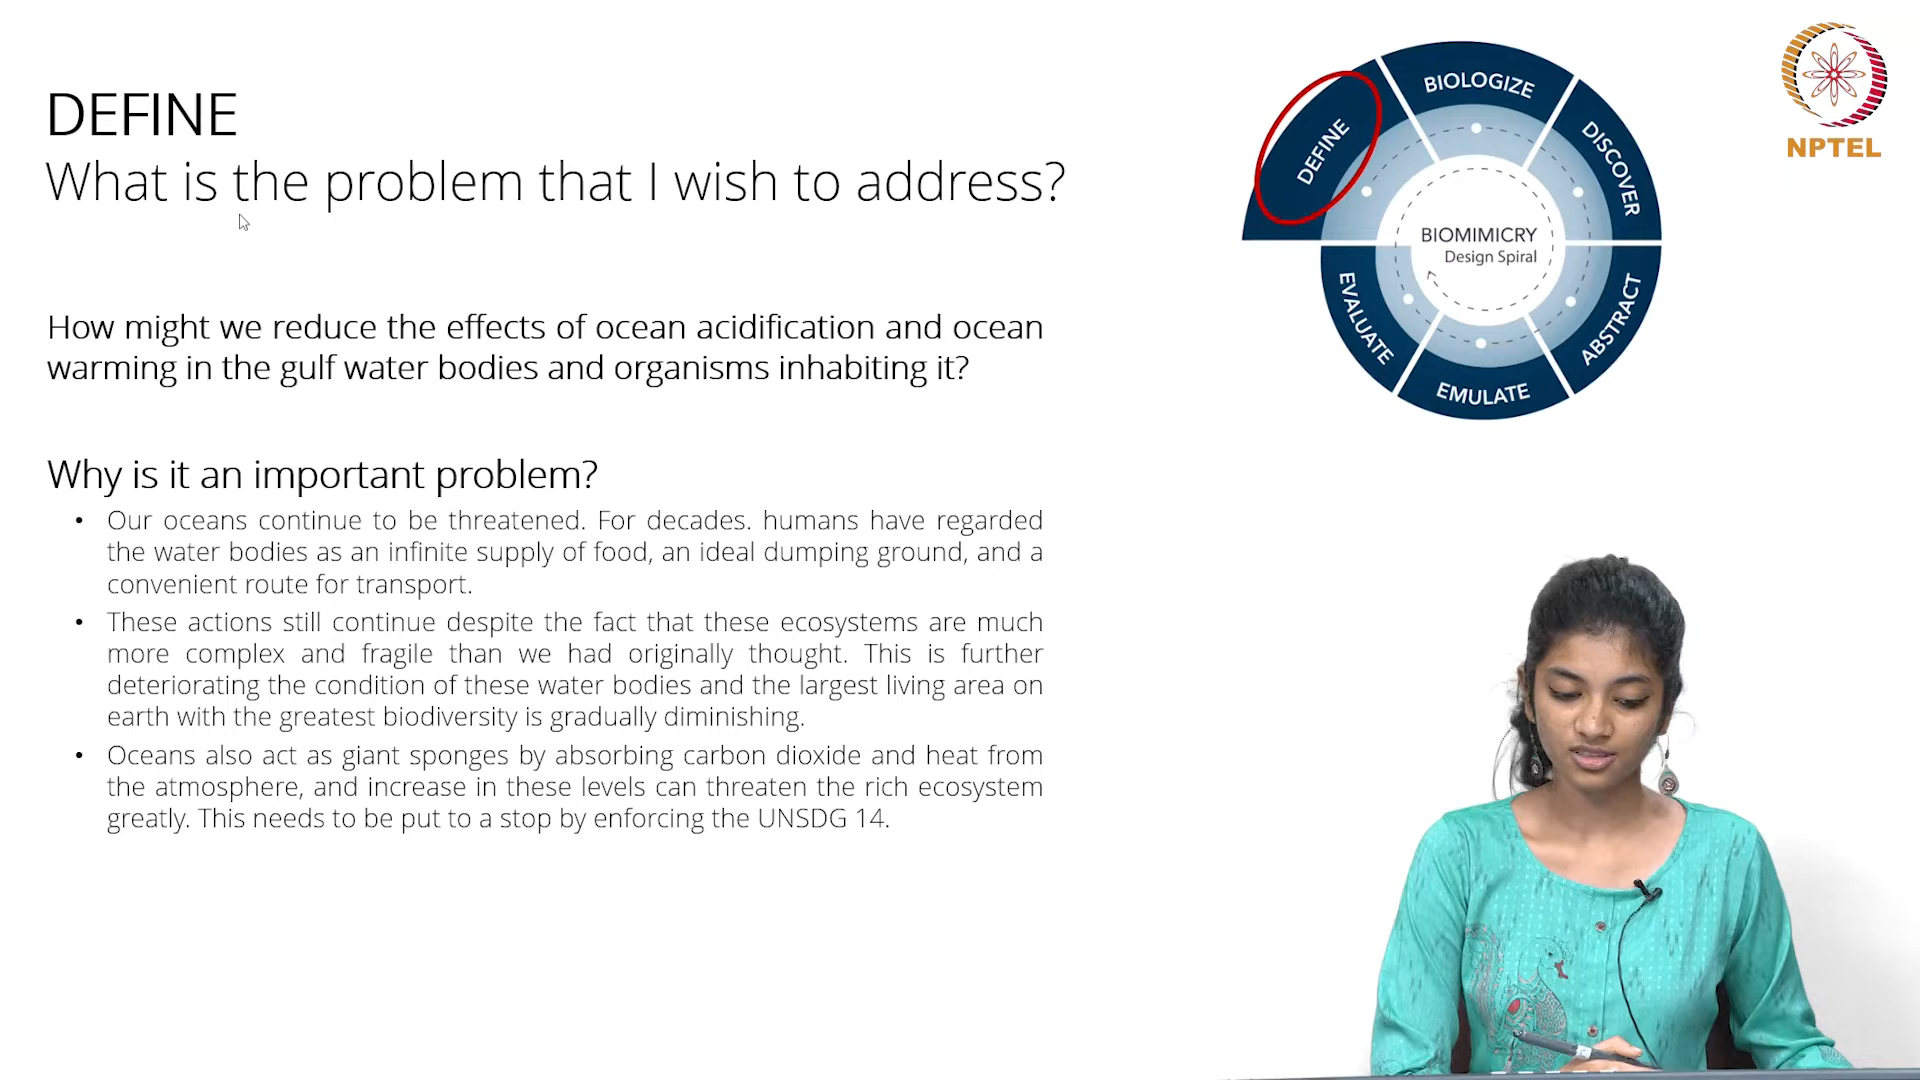 DEFINE
What is the problem that I wish to address?
How might we reduce the effects of ocean acidification and ocean
warming in the gulf water bodies and organisms inhabiting it?
Why is it an important problem?
• Our oceans continue to be threatened. For decades. humans have regarded
the water bodies as an infinite supply of food, an ideal dumping ground, and a
convenient route for transport.
• These actions still continue despite the fact that these ecosystems are much
more complex and fragile than we had originally thought. This is further
deteriorating the condition of these water bodies and the largest living area on
earth with the greatest biodiversity is gradually diminishing.
• Oceans also act as giant sponges by absorbing carbon dioxide and heat from
the atmosphere, and increase in these levels can threaten the rich ecosystem
greatly. This needs to be put to a stop by enforcing the UNSDG 14.
DEFINE
BIOLOGIZE
DISCOVER
ABSTRACT
EMULATE
EVALUATE
BIOMIMICRY
Design Spiral
NPTEL